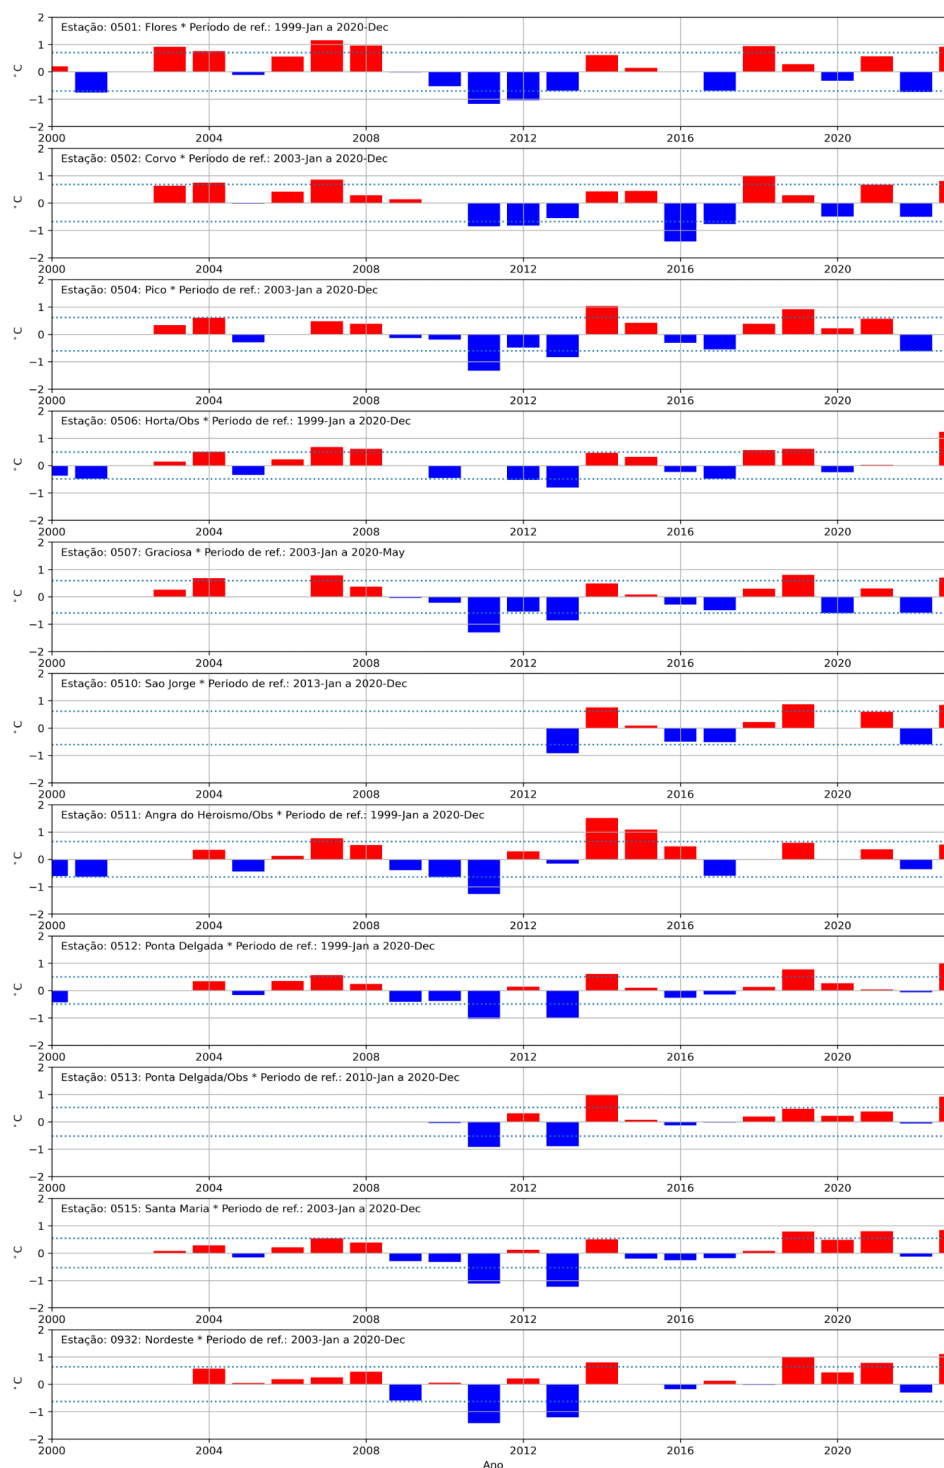 Estação: 0501: Flores * Periodo de ref.: 1999-Jan a 2020-Dec
2
1
0
−1
−2
°C
2000 2004 2008 2012 2016 2020
Estação: 0502: Corvo * Periodo de ref.: 2003-Jan a 2020-Dec
2
1
0
−1
−2
°C
2000 2004 2008 2012 2016 2020
Estação: 0504: Pico * Periodo de ref.: 2003-Jan a 2020-Dec
2
1
0
−1
−2
°C
2000 2004 2008 2012 2016 2020
Estação: 0506: Horta/Obs * Periodo de ref.: 1999-Jan a 2020-Dec
2
1
0
−1
−2
°C
2000 2004 2008 2012 2016 2020
Estação: 0507: Graciosa * Periodo de ref.: 2003-Jan a 2020-May
2
1
0
−1
−2
°C
2000 2004 2008 2012 2016 2020
Estação: 0510: Sao Jorge * Periodo de ref.: 2013-Jan a 2020-Dec
2
1
0
−1
−2
°C
2000 2004 2008 2012 2016 2020
Estação: 0511: Angra do Heroismo/Obs * Periodo de ref.: 1999-Jan a 2020-Dec
2
1
0
−1
−2
°C
2000 2004 2008 2012 2016 2020
Estação: 0512: Ponta Delgada * Periodo de ref.: 1999-Jan a 2020-Dec
2
1
0
−1
−2
°C
2000 2004 2008 2012 2016 2020
Estação: 0513: Ponta Delgada/Obs * Periodo de ref.: 2010-Jan a 2020-Dec
2
1
0
−1
−2
°C
2000 2004 2008 2012 2016 2020
Estação: 0515: Santa Maria * Periodo de ref.: 2003-Jan a 2020-Dec
2
1
0
−1
−2
°C
2000 2004 2008 2012 2016 2020
Estação: 0932: Nordeste * Periodo de ref.: 2003-Jan a 2020-Dec
2
1
0
−1
−2
°C
2000 2004 2008 2012 2016 2020
Ano